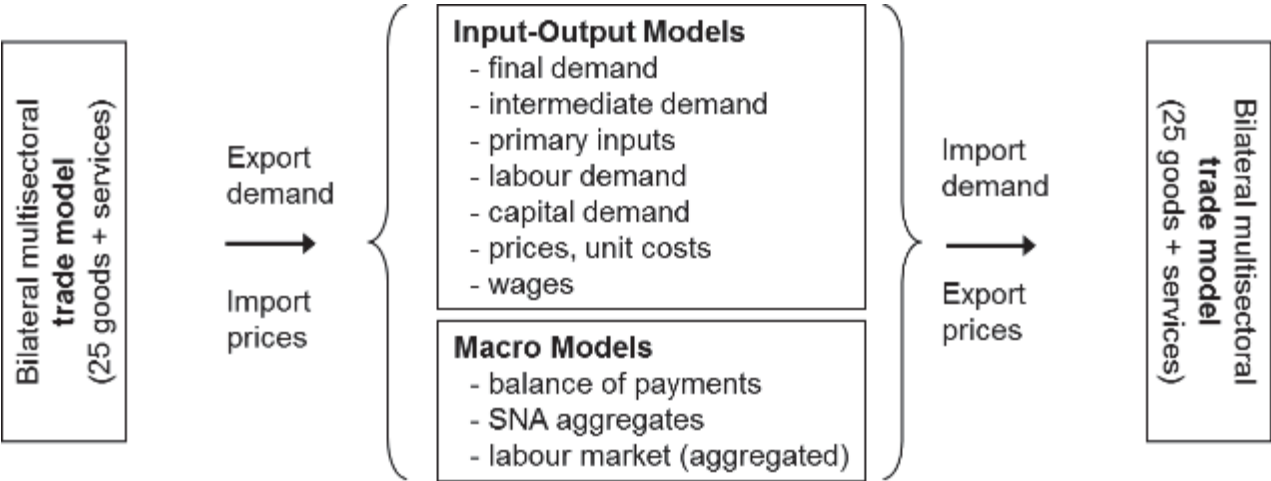 Bilateral multisectoral
trade model
(25 goods + services)
Export
demand
Import
prices
Input-Output Models
- final demand
- intermediate demand
- primary inputs
- labour demand
- capital demand
- prices, unit costs
- wages
Macro Models
- balance of payments
- SNA aggregates
- labour market (aggregated)
Import
demand
Export
prices
Bilateral multisectoral
trade model
(25 goods + services)